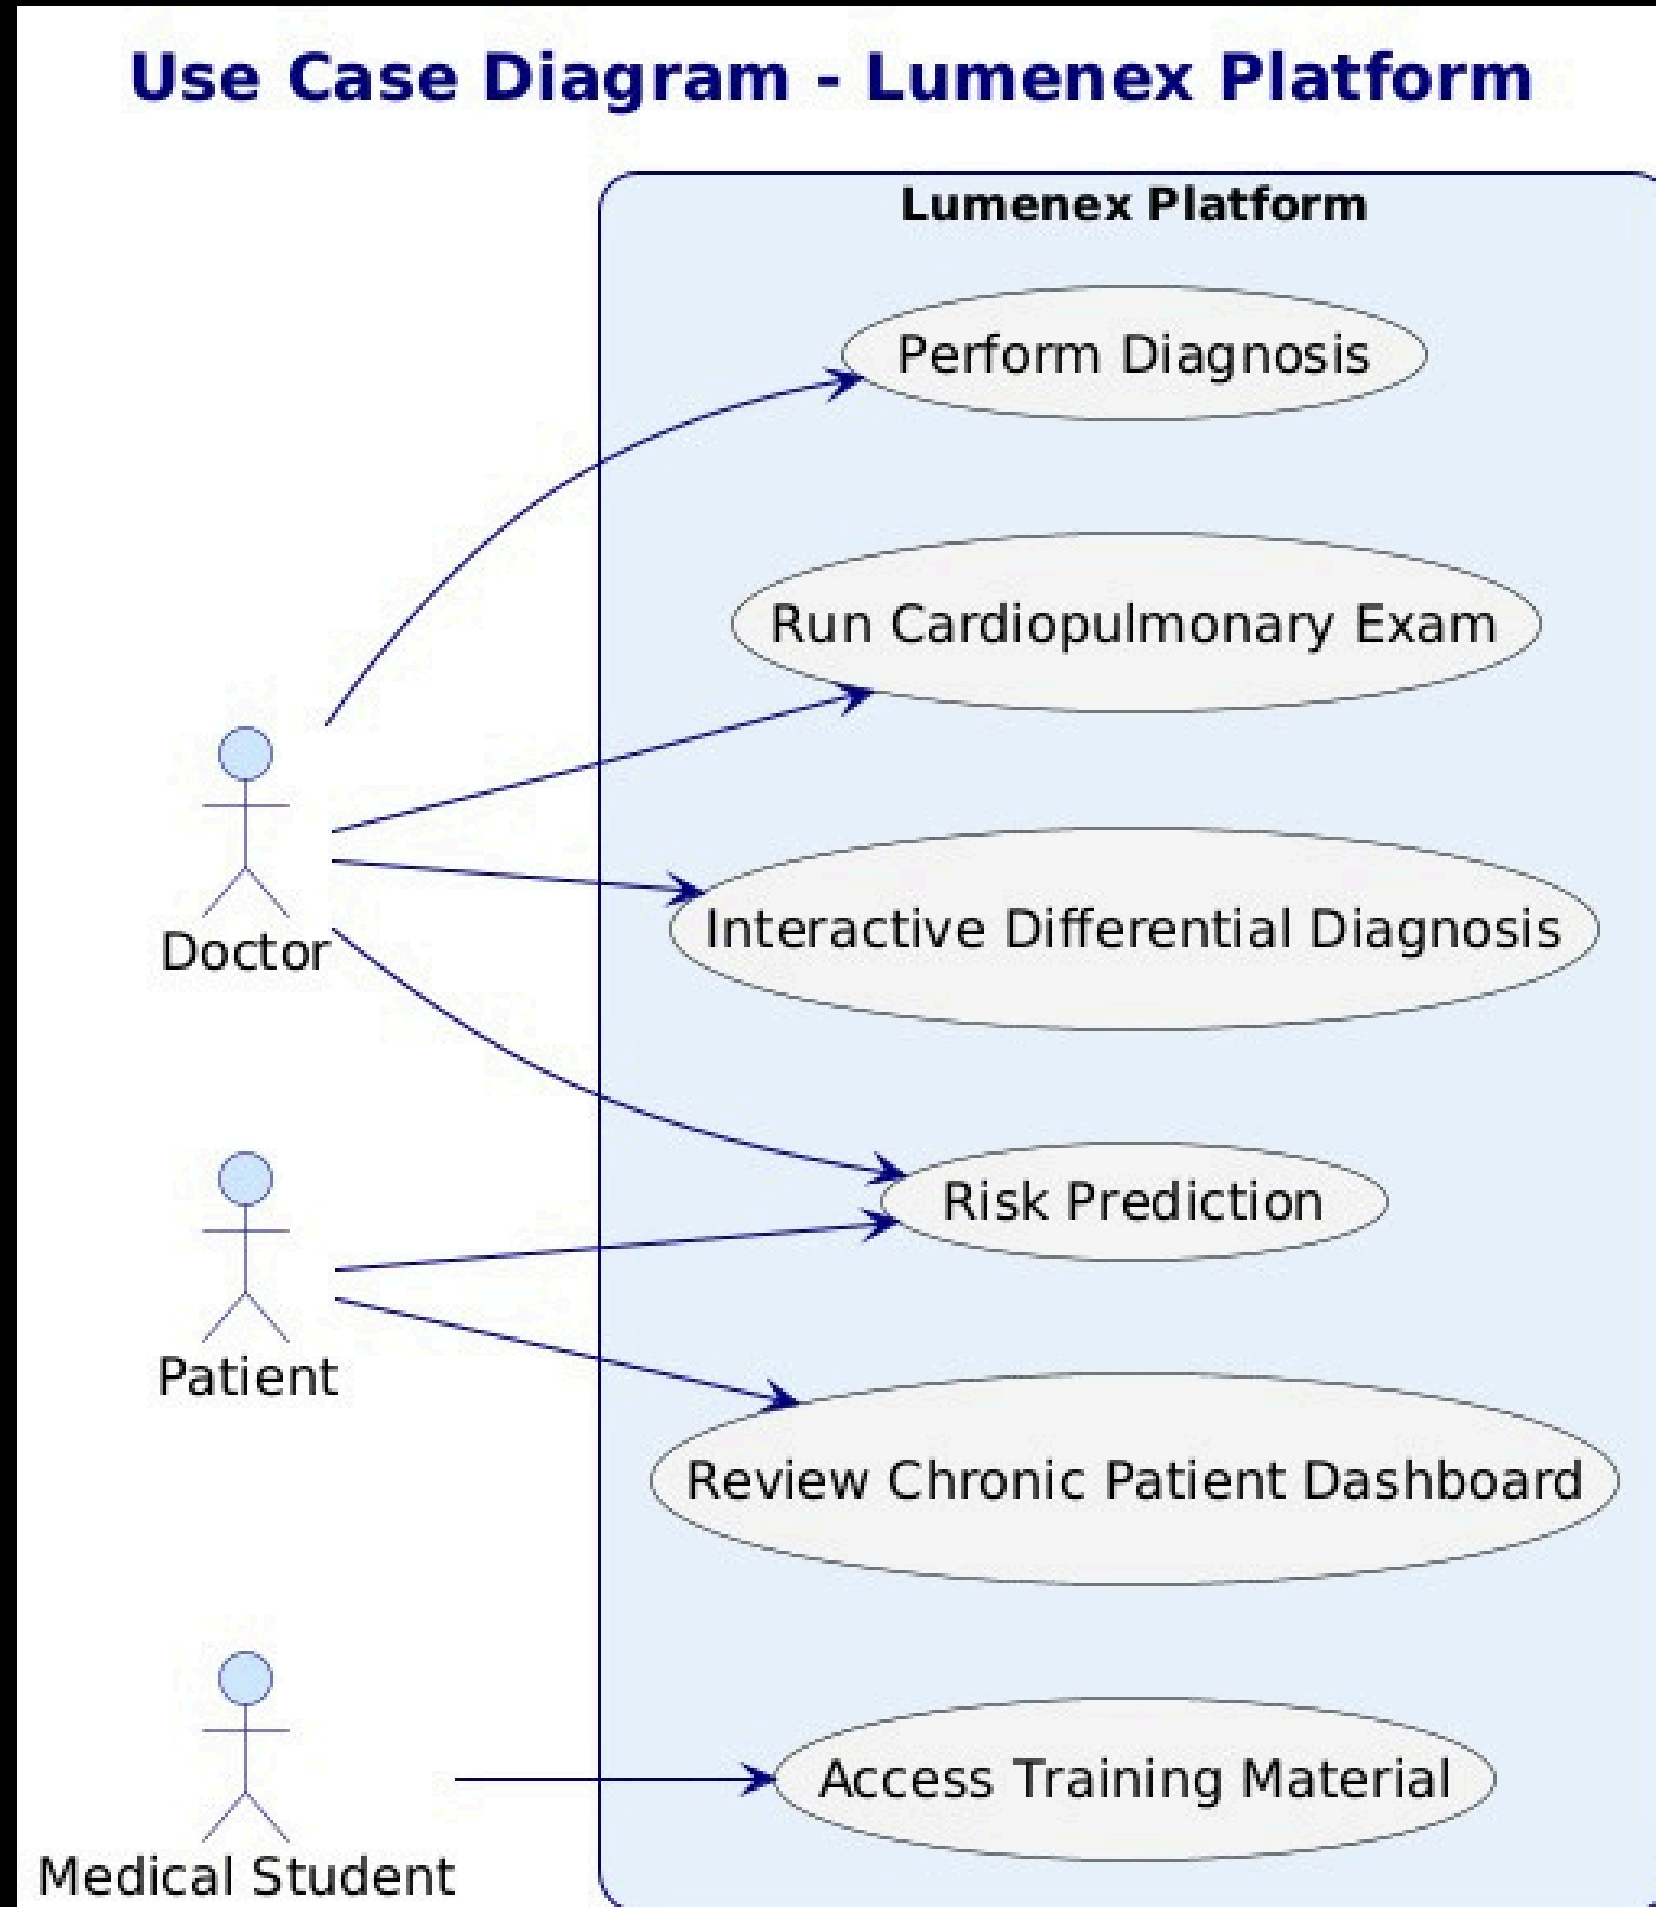 Use Case Diagram - Lumenex Platform
Lumenex Platform
Perform Diagnosis
Run Cardiopulmonary Exam
Interactive Differential Diagnosis
Doctor
Risk Prediction
Patient
Review Chronic Patient Dashboard
Access Training Material
Medical Student